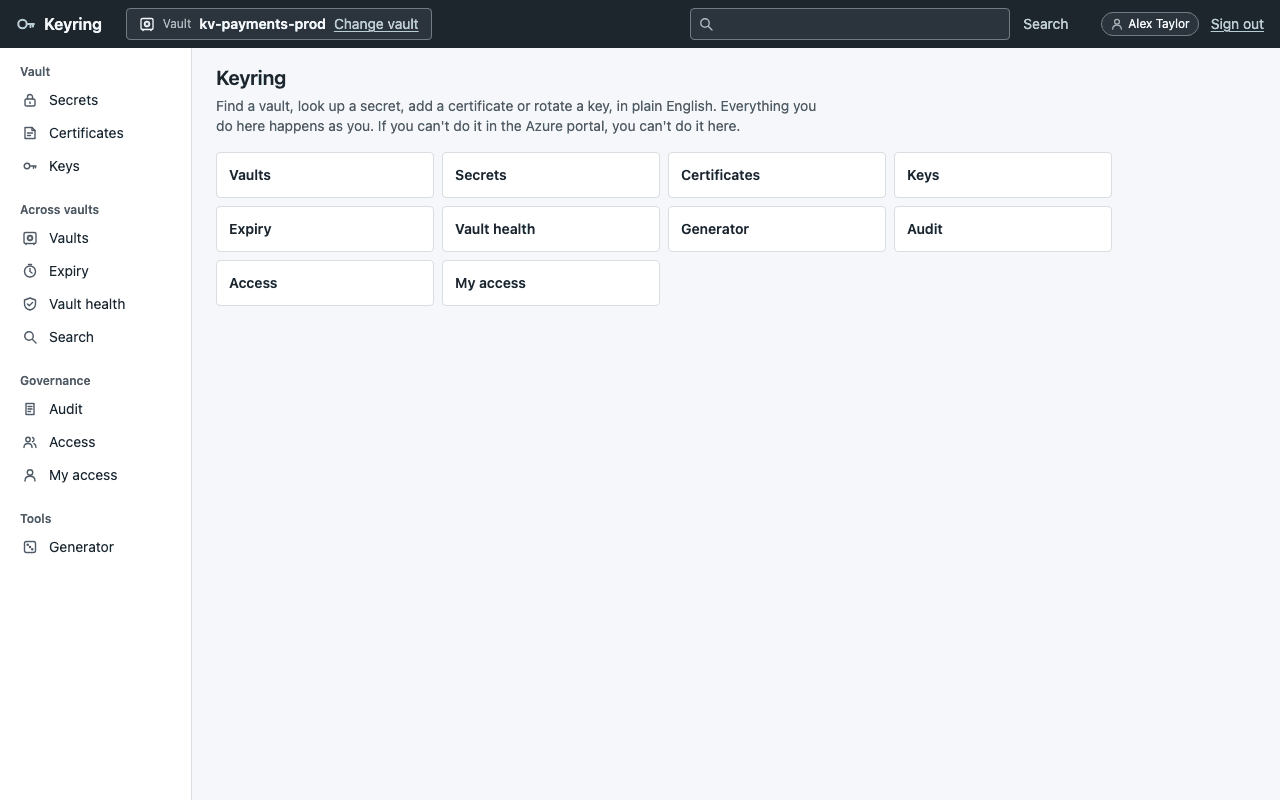 Keyring
Vault kv-payments-prod Change vault
Search
Alex Taylor
Sign out
Vault
Secrets
Certificates
Keys
Across vaults
Vaults
Expiry
Vault health
Search
Governance
Audit
Access
My access
Tools
Generator
Keyring
Find a vault, look up a secret, add a certificate or rotate a key, in plain English. Everything you
do here happens as you. If you can't do it in the Azure portal, you can't do it here.
Vaults
Secrets
Certificates
Keys
Expiry
Vault health
Generator
Audit
Access
My access